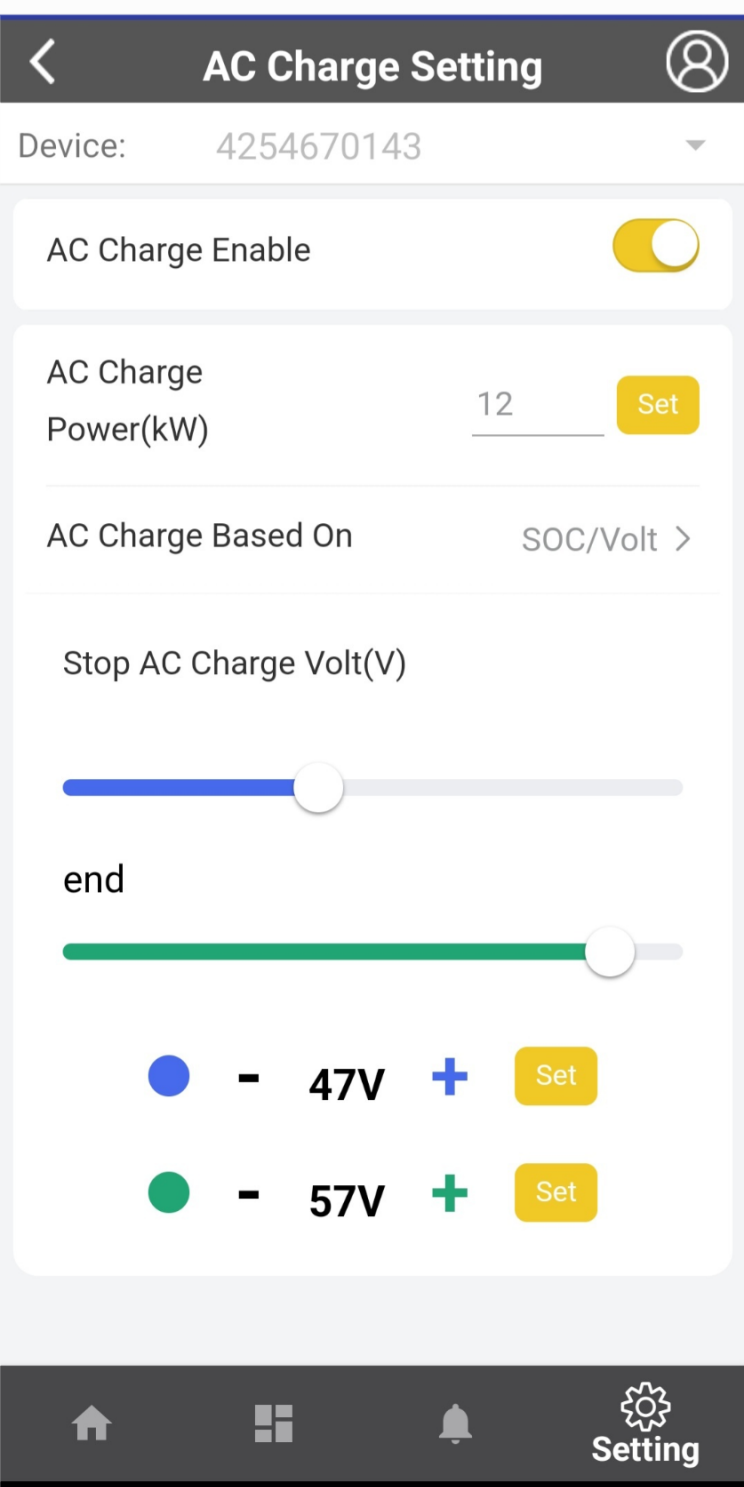 AC Charge Setting
Device: 4254670143
AC Charge Enable
AC Charge
Power(kW)
12
Set
AC Charge Based On
SOC/Volt
Stop AC Charge Volt(V)
end
- 47V + Set
- 57V + Set
Setting